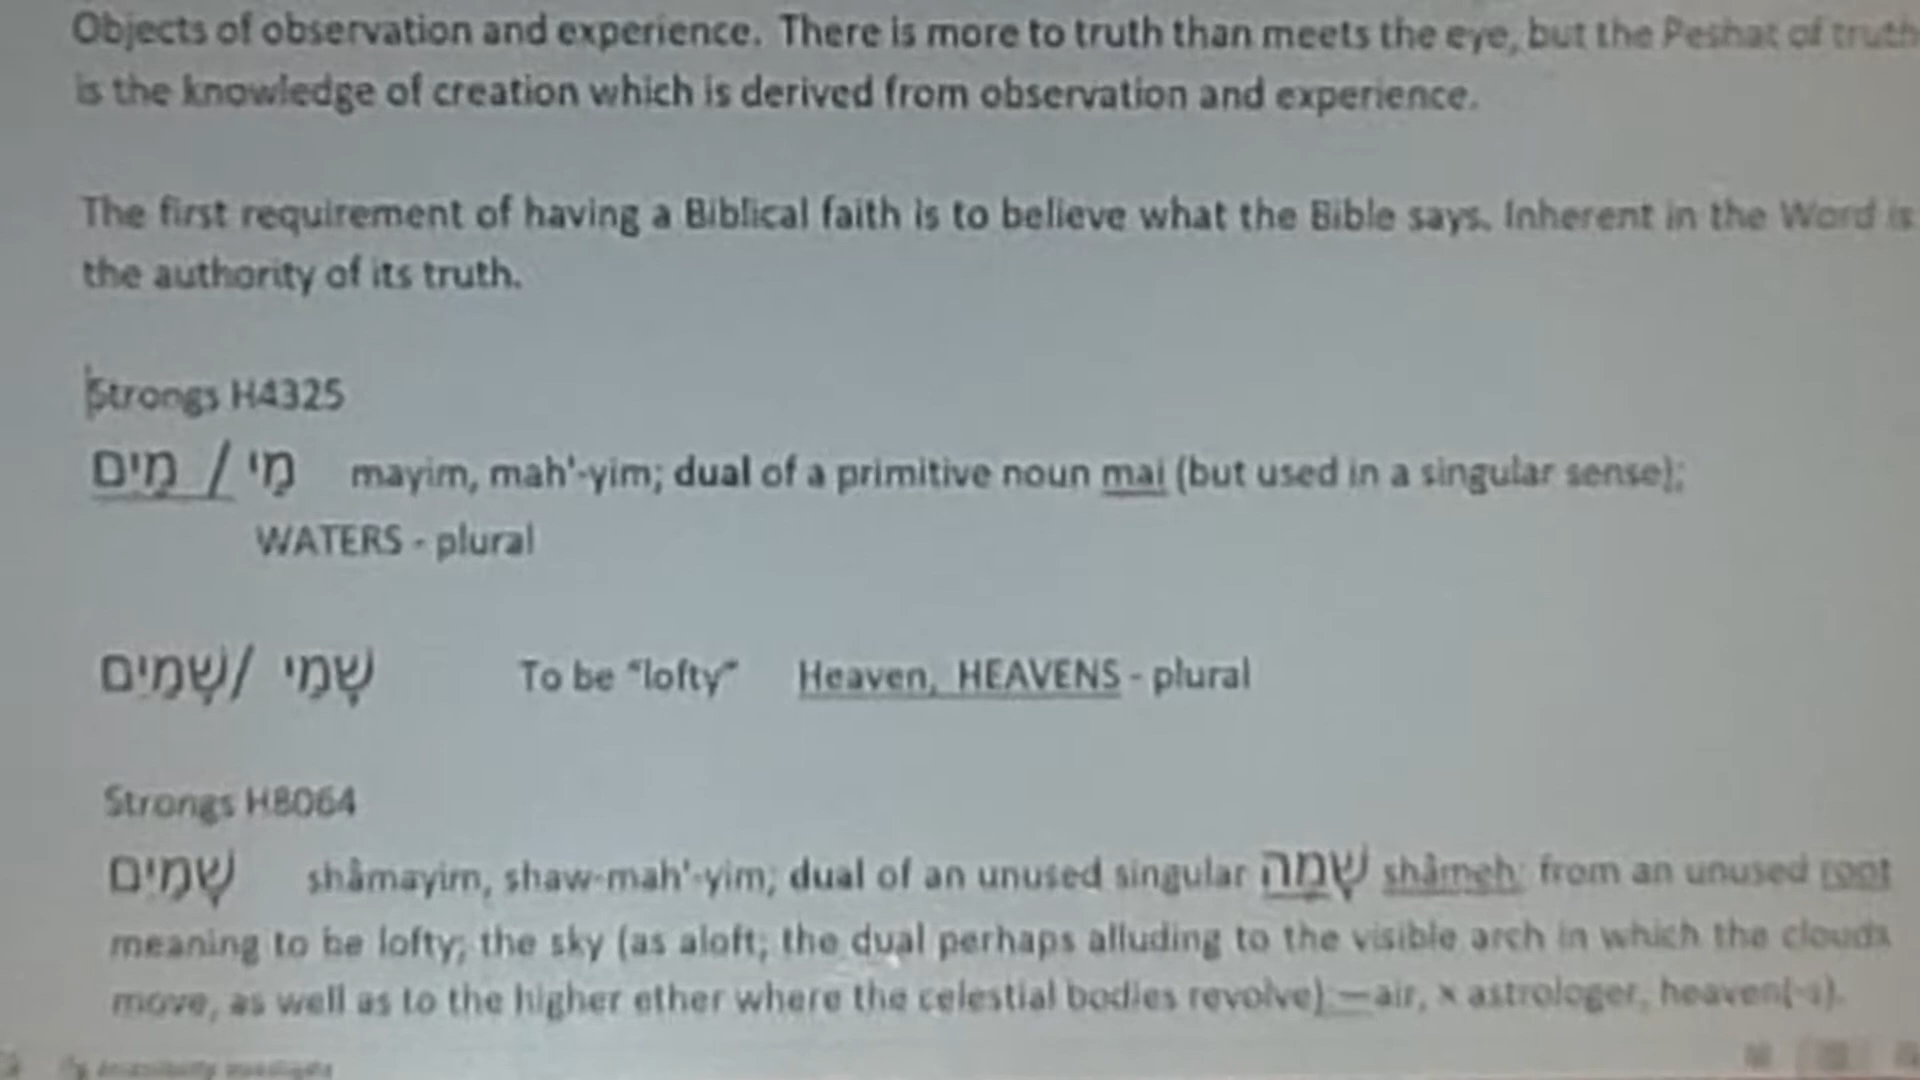 Objects of observation and experience. There is more to truth than meets the eye, but the Peshat of truth
is the knowledge of creation which is derived from observation and experience.
The first requirement of having a Biblical faith is to believe what the Bible says. Inherent in the Word is
the authority of its truth.
Strongs H4325
מַיִם / מַי mayim, mah'-yim; dual of a primitive noun mai (but used in a singular sense);
WATERS - plural
שָׁמַיִם/ שָׁמַי To be "lofty" Heaven, HEAVENS - plural
Strongs H8064
שָׁמַיִם shâmayim, shaw-mah'-yim; dual of an unused singular שָׁמֶה shâmeh; from an unused root
meaning to be lofty; the sky (as aloft; the dual perhaps alluding to the visible arch in which the clouds
move, as well as to the higher ether where the celestial bodies revolve):—air, × astrologer, heaven(-s).